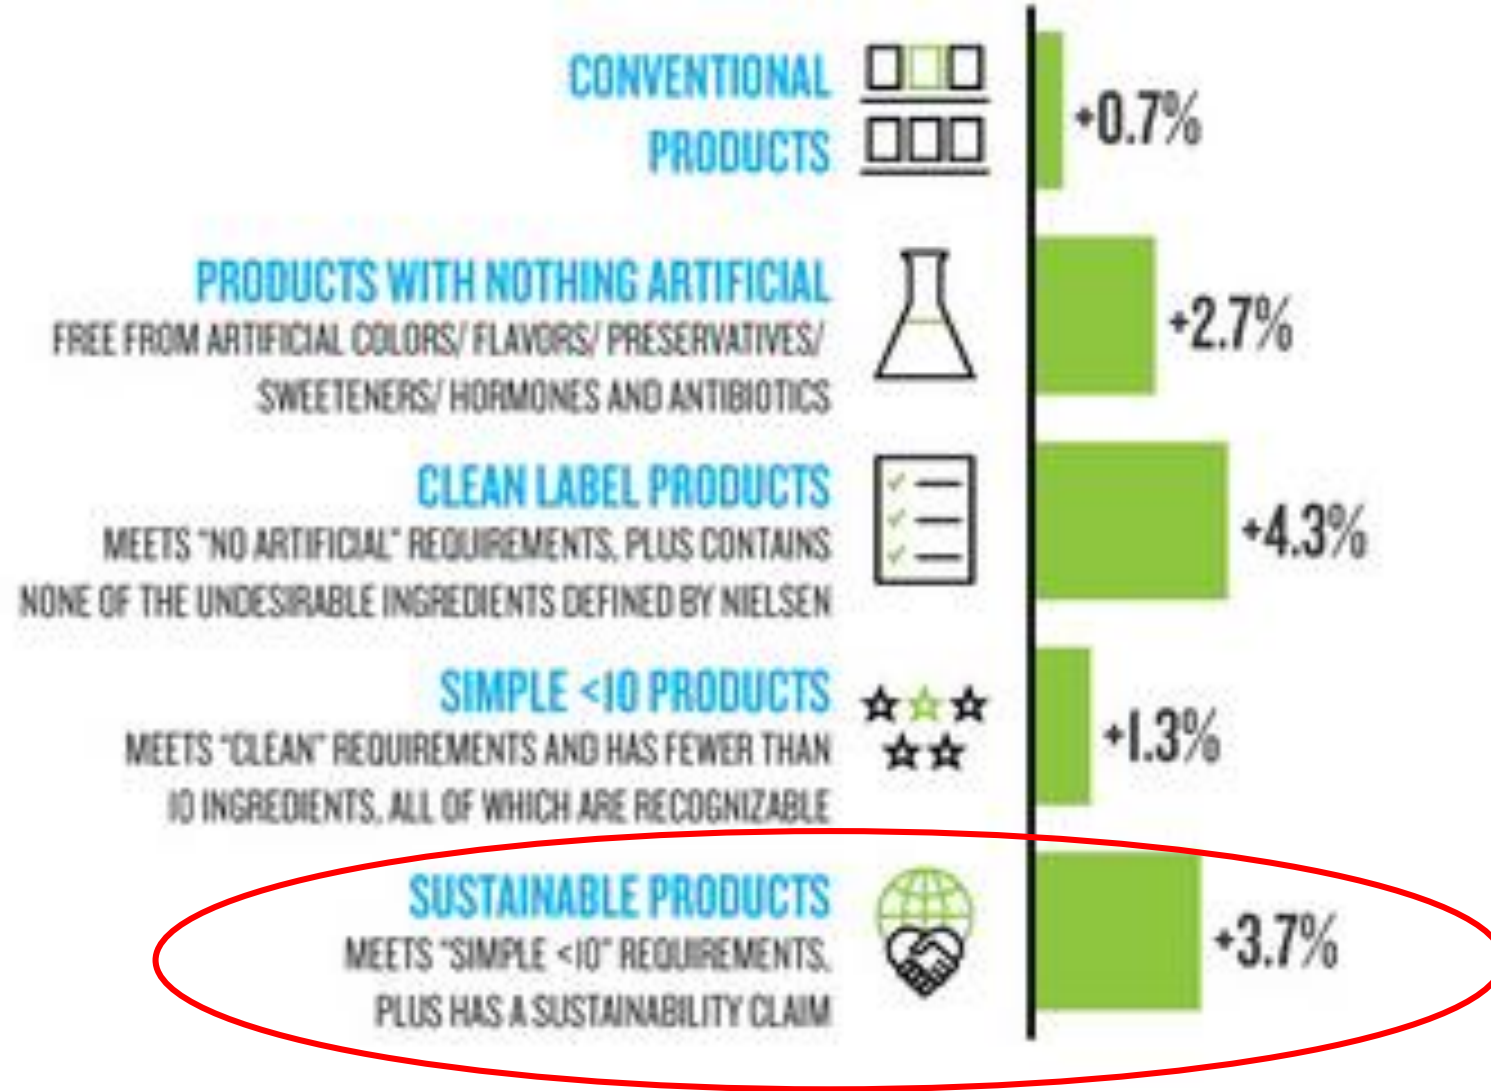 CONVENTIONAL
PRODUCTS
+0.7%
PRODUCTS WITH NOTHING ARTIFICIAL
FREE FROM ARTIFICIAL COLORS/ FLAVORS/ PRESERVATIVES/
SWEETENERS/ HORMONES AND ANTIBIOTICS
+2.7%
CLEAN LABEL PRODUCTS
MEETS "NO ARTIFICIAL" REQUIREMENTS, PLUS CONTAINS
NONE OF THE UNDESIRABLE INGREDIENTS DEFINED BY NIELSEN
+4.3%
SIMPLE <10 PRODUCTS
MEETS "CLEAN" REQUIREMENTS AND HAS FEWER THAN
10 INGREDIENTS, ALL OF WHICH ARE RECOGNIZABLE
+1.3%
SUSTAINABLE PRODUCTS
MEETS "SIMPLE <10" REQUIREMENTS,
PLUS HAS A SUSTAINABILITY CLAIM
+3.7%